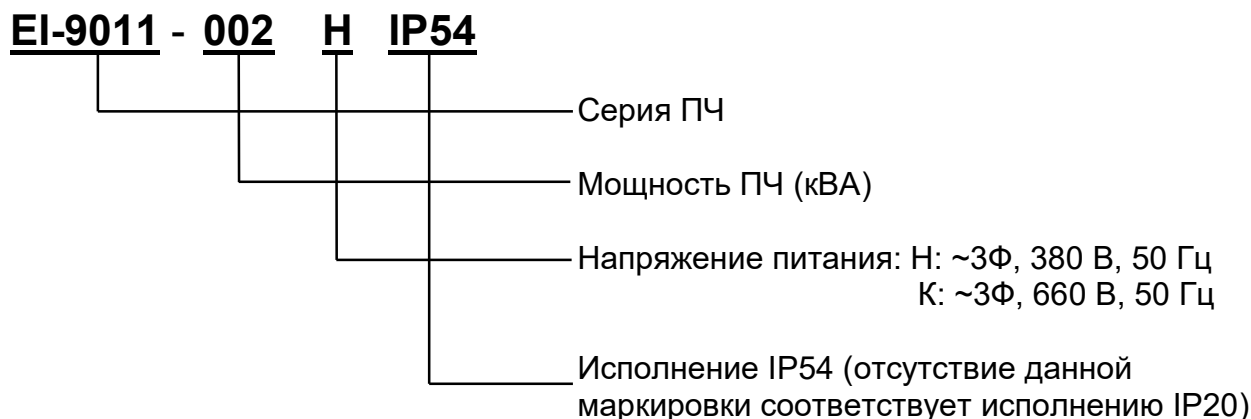 EI-9011 - 002 Н IP54
Серия ПЧ
Мощность ПЧ (кВА)
Напряжение питания: Н: ~3Ф, 380 В, 50 Гц
К: ~3Ф, 660 В, 50 Гц
Исполнение IP54 (отсутствие данной
маркировки соответствует исполнению IP20)